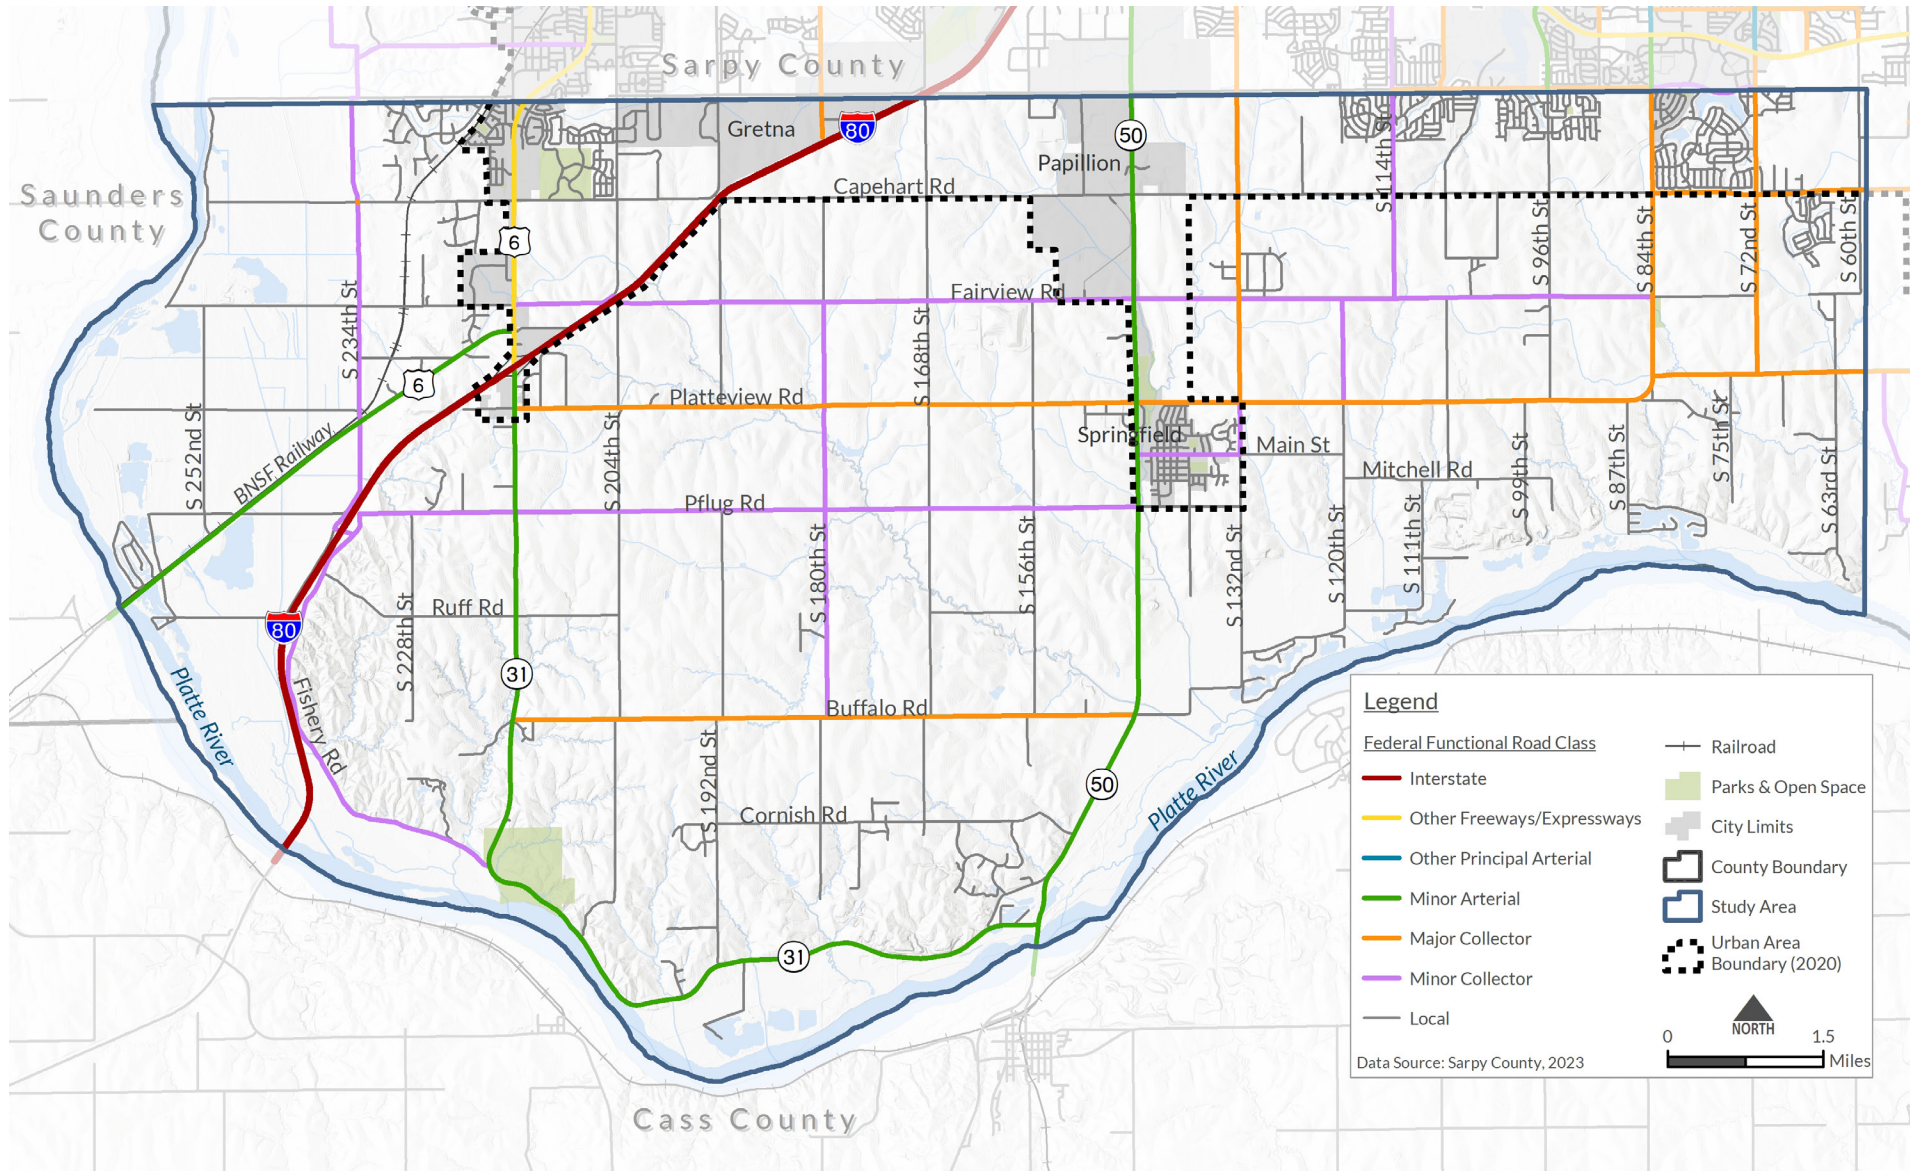 Sarpy County
Gretna
80
50
Papillion
S 114th St
Saunders
County
Capehart Rd
6
S 96th St
S 84th St
S 72nd St
S 60th St
Fairview Rd
S 234th St
S 168th St
6
Platteview Rd
Springfield
Main St
S 252nd St
BNSF Railway
S 204th St
Mitchell Rd
S 99th St
S 87th St
S 75th St
S 63rd St
Pflug Rd
S 180th St
S 156th St
S 132nd St
S 120th St
S 111th St
80
S 228th St
Ruff Rd
31
Platte River
Fishery Rd
Buffalo Rd
S 192nd St
50
Platte River
Cornish Rd
31
Cass County
Legend
Federal Functional Road Class
Interstate
Other Freeways/Expressways
Other Principal Arterial
Minor Arterial
Major Collector
Minor Collector
Local
Railroad
Parks & Open Space
City Limits
County Boundary
Study Area
Urban Area
Boundary (2020)
NORTH
0 1.5
Miles
Data Source: Sarpy County, 2023